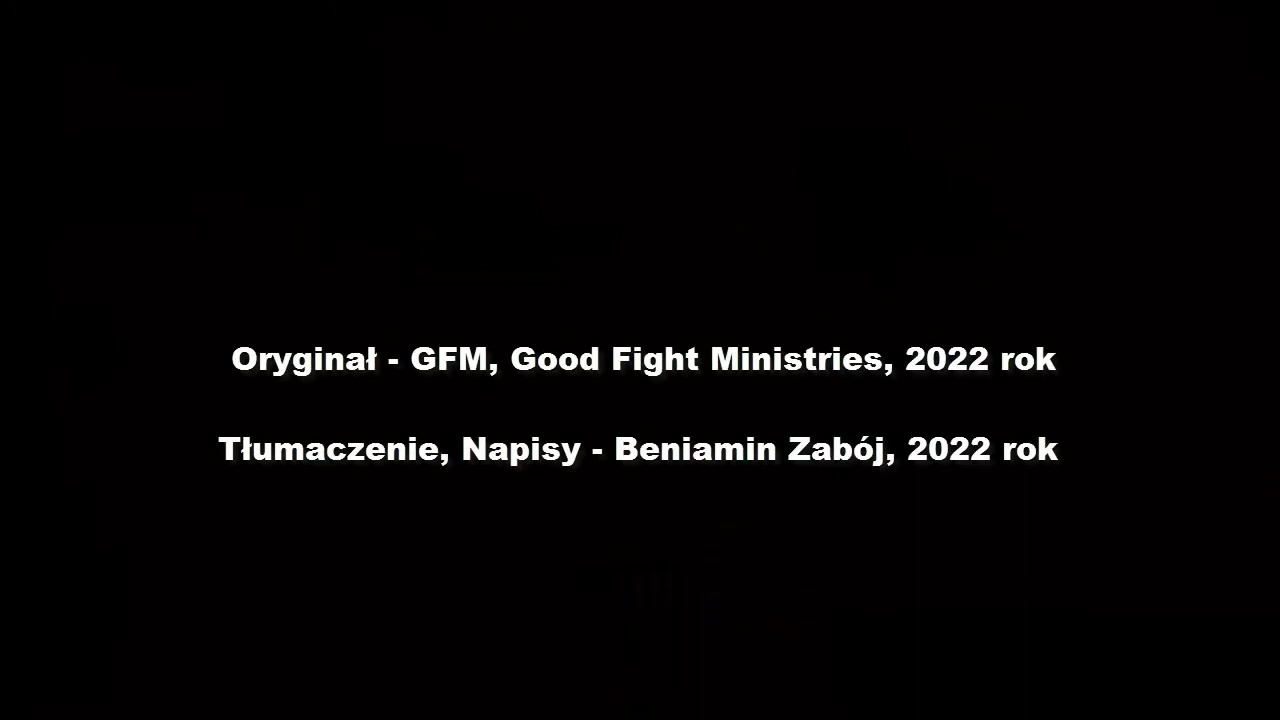 Oryginał - GFM, Good Fight Ministries, 2022 rok
Tłumaczenie, Napisy - Beniamin Zabój, 2022 rok